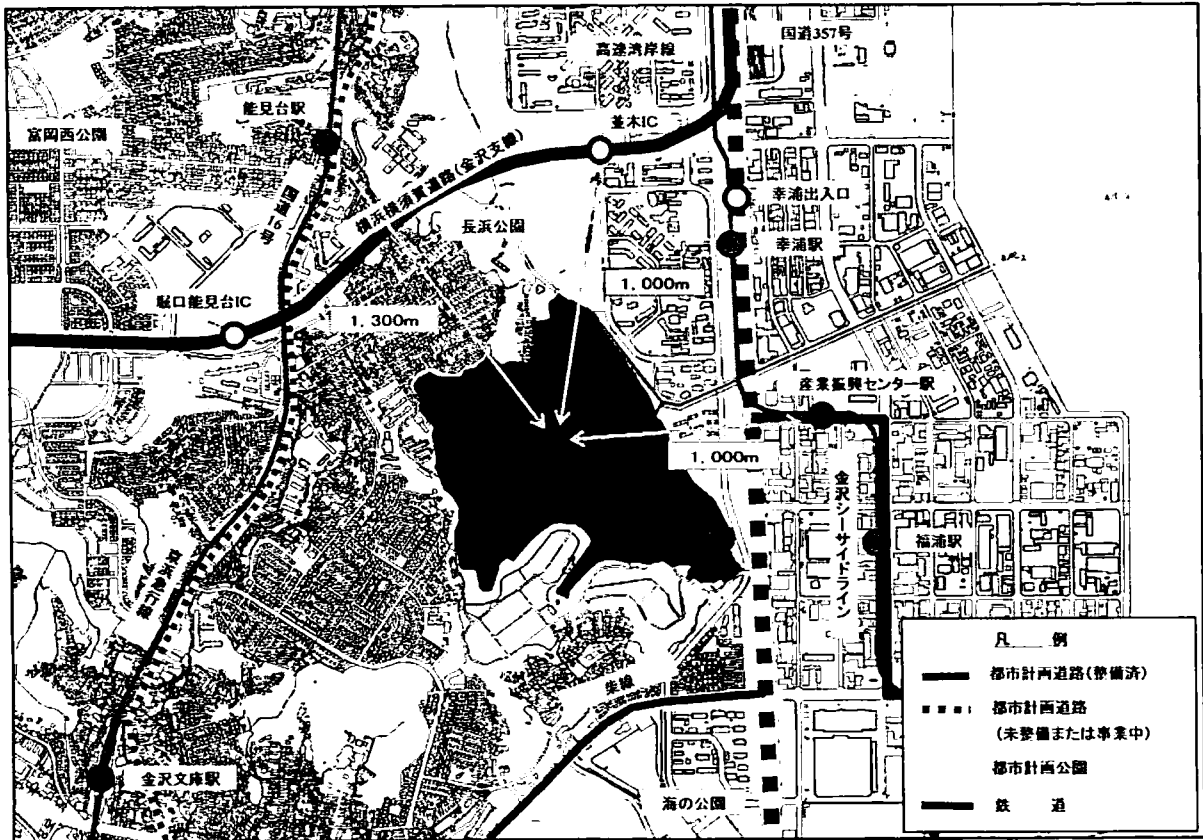 国道357号
高速湾岸線
能見台駅
並木IC
富岡西公園
横浜横須賀道路(金沢支線)
国道16号
幸浦出入口
長浜公園
幸浦駅
1,000m
堀口能見台IC
1,300m
産業振興センター駅
1,000m
金沢シーサイドライン
福浦駅
京浜急行線
凡 例
都市計画道路(整備済)
都市計画道路
(未整備または事業中)
都市計画公園
鉄 道
金沢文庫駅
海の公園